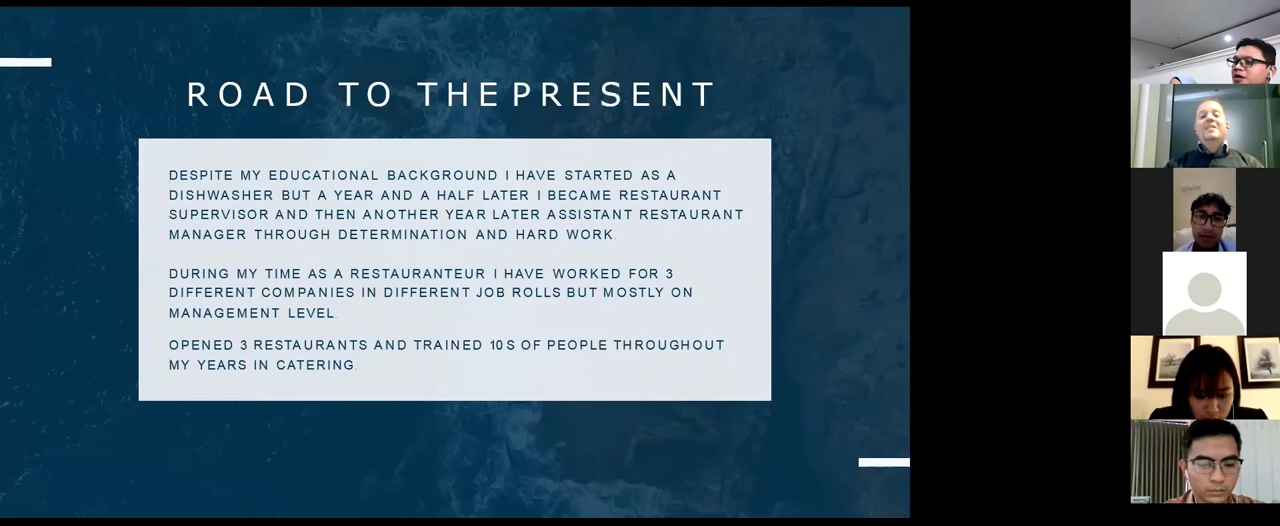 ROAD TO THE PRESENT
DESPITE MY EDUCATIONAL BACKGROUND I HAVE STARTED AS A
DISHWASHER BUT A YEAR AND A HALF LATER I BECAME RESTAURANT
SUPERVISOR AND THEN ANOTHER YEAR LATER ASSISTANT RESTAURANT
MANAGER THROUGH DETERMINATION AND HARD WORK.
DURING MY TIME AS A RESTAURANTEUR I HAVE WORKED FOR 3
DIFFERENT COMPANIES IN DIFFERENT JOB ROLLS BUT MOSTLY ON
MANAGEMENT LEVEL.
OPENED 3 RESTAURANTS AND TRAINED 10S OF PEOPLE THROUGHOUT
MY YEARS IN CATERING.